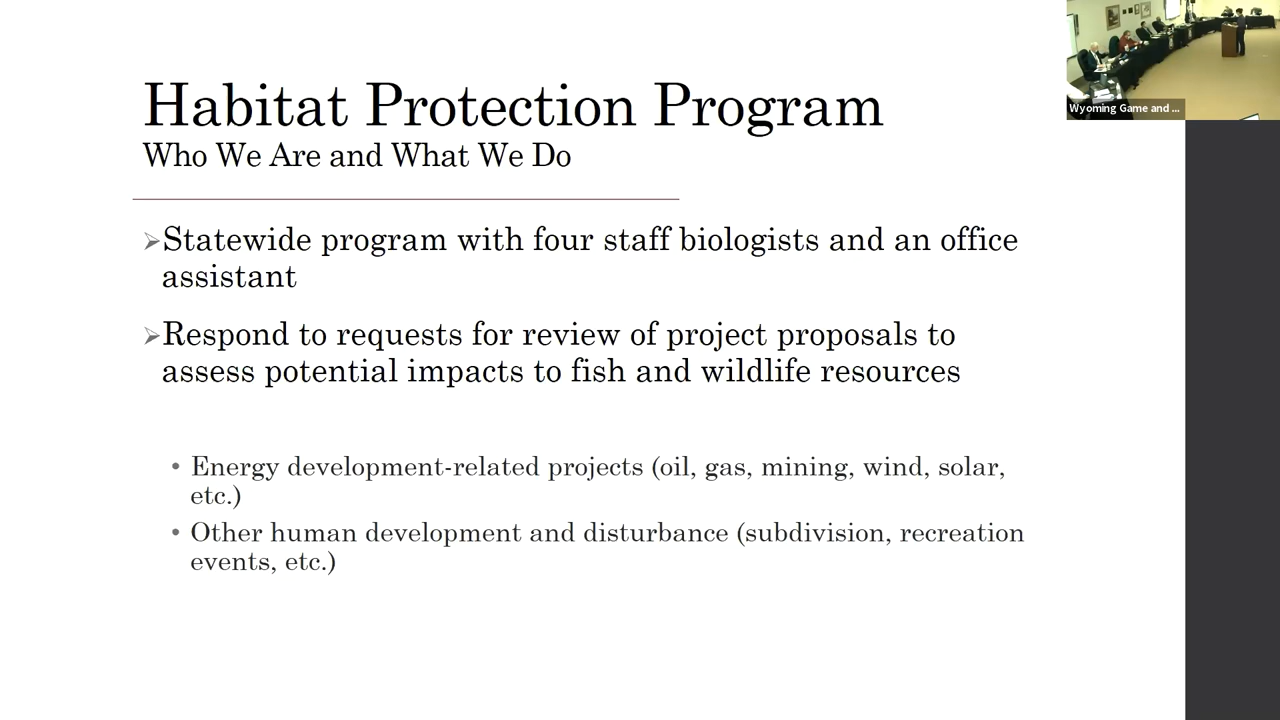 Habitat Protection Program
Who We Are and What We Do
➢Statewide program with four staff biologists and an office
assistant
➢Respond to requests for review of project proposals to
assess potential impacts to fish and wildlife resources
• Energy development-related projects (oil, gas, mining, wind, solar,
etc.)
• Other human development and disturbance (subdivision, recreation
events, etc.)
Wyoming Game and ...